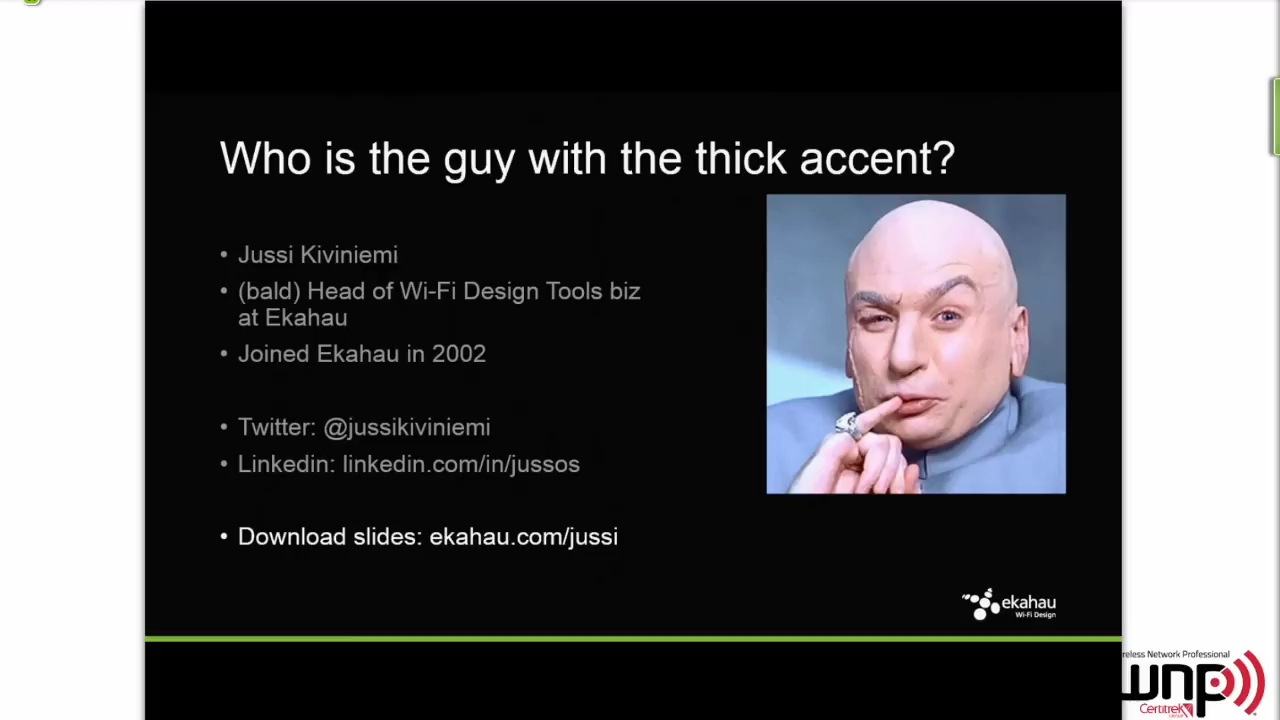 Who is the guy with the thick accent?
• Jussi Kiviniemi
• (bald) Head of Wi-Fi Design Tools biz
at Ekahau
• Joined Ekahau in 2002
• Twitter: @jussikiviniemi
• Linkedin: linkedin.com/in/jussos
• Download slides: ekahau.com/jussi
ekahau
Wi-Fi Design
reless Network Professional
wnp
Certitrek